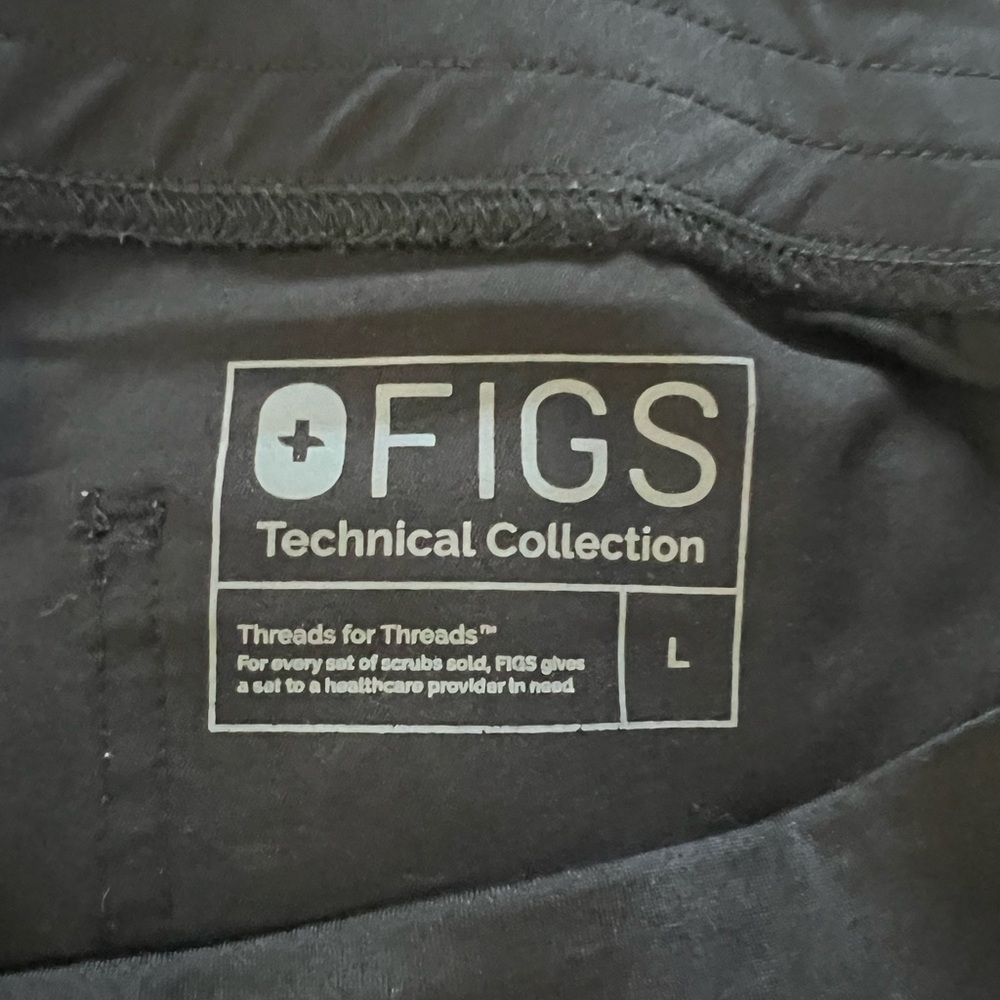 FIGS
Technical Collection
Threads for Threads™
For every set of scrubs sold, FIGS gives
a set to a healthcare provider in need.
L